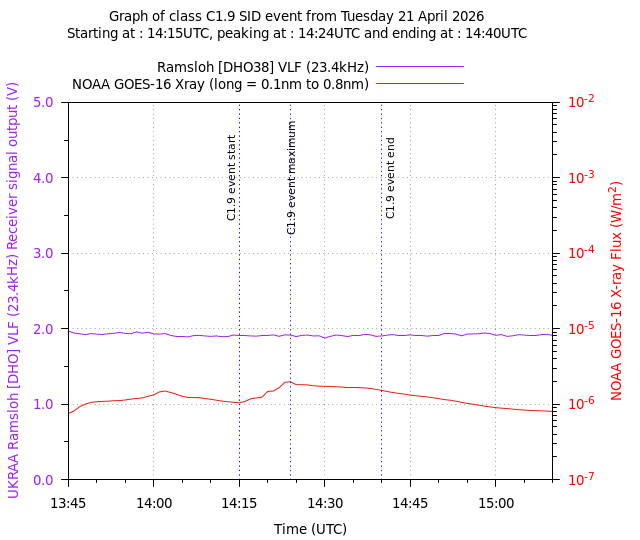 Graph of class C1.9 SID event from Tuesday 21 April 2026
Starting at : 14:15UTC, peaking at : 14:24UTC and ending at : 14:40UTC
Ramsloh [DHO38] VLF (23.4kHz)
NOAA GOES-16 Xray (long = 0.1nm to 0.8nm)
UKRAA Ramsloh [DHO] VLF (23.4kHz) Receiver signal output (V)
5.0
4.0
3.0
2.0
1.0
0.0
C1.9 event start
C1.9 event maximum
C1.9 event end
10^-2
10^-3
10^-4
10^-5
10^-6
10^-7
NOAA GOES-16 X-ray Flux (W/m²)
13:45 14:00 14:15 14:30 14:45 15:00
Time (UTC)